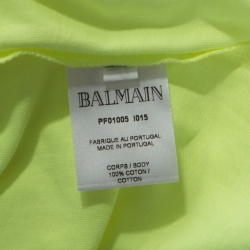 BALMAIN
PF01005 I015
FABRIQUE AU PORTUGAL
MADE IN PORTUGAL
CORPS / BODY
100% COTON /
COTTON